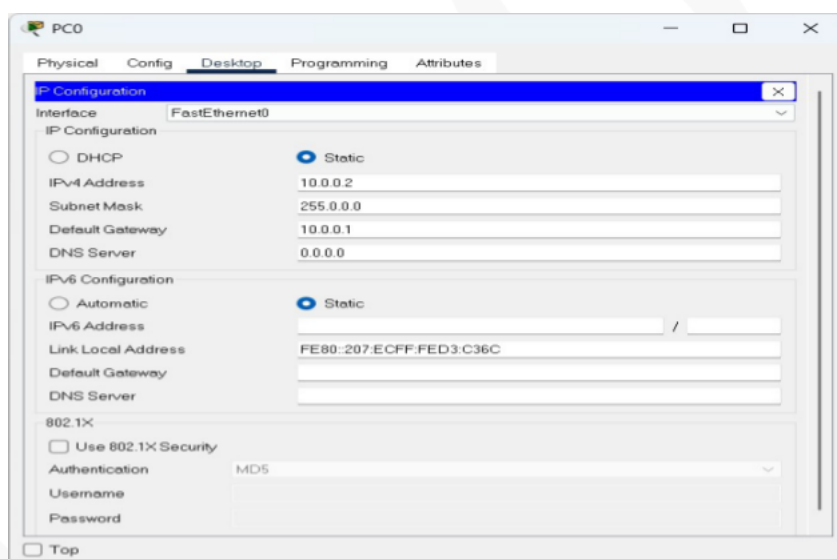 PC0
Physical Config Desktop Programming Attributes
IP Configuration
Interface FastEthernet0
IP Configuration
DHCP Static
IPv4 Address 10.0.0.2
Subnet Mask 255.0.0.0
Default Gateway 10.0.0.1
DNS Server 0.0.0.0
IPv6 Configuration
Automatic Static
IPv6 Address /
Link Local Address FE80::207:ECFF:FED3:C36C
Default Gateway
DNS Server
802.1X
Use 802.1X Security
Authentication MD5
Username
Password
Top